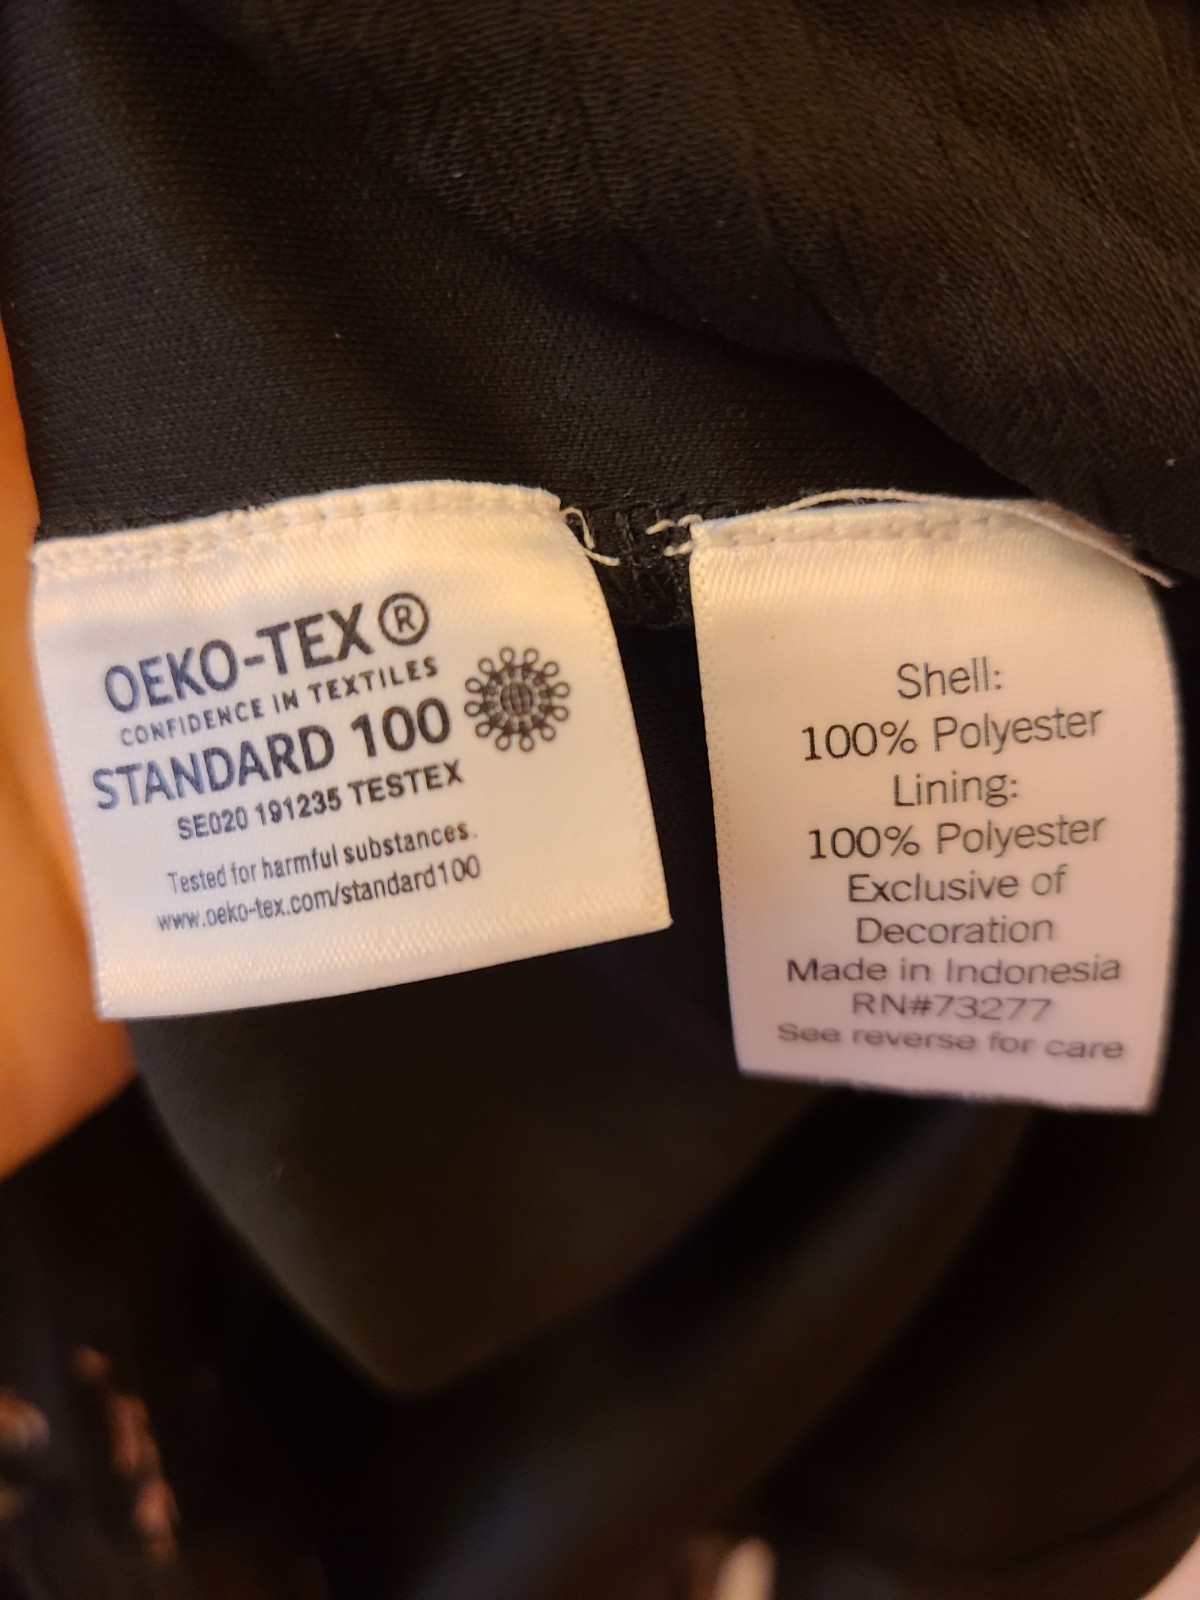 OEKO-TEX®
CONFIDENCE IN TEXTILES
STANDARD 100
SE020 191235 TESTEX
Tested for harmful substances.
www.oeko-tex.com/standard100
Shell:
100% Polyester
Lining:
100% Polyester
Exclusive of
Decoration
Made in Indonesia
RN#73277
See reverse for care